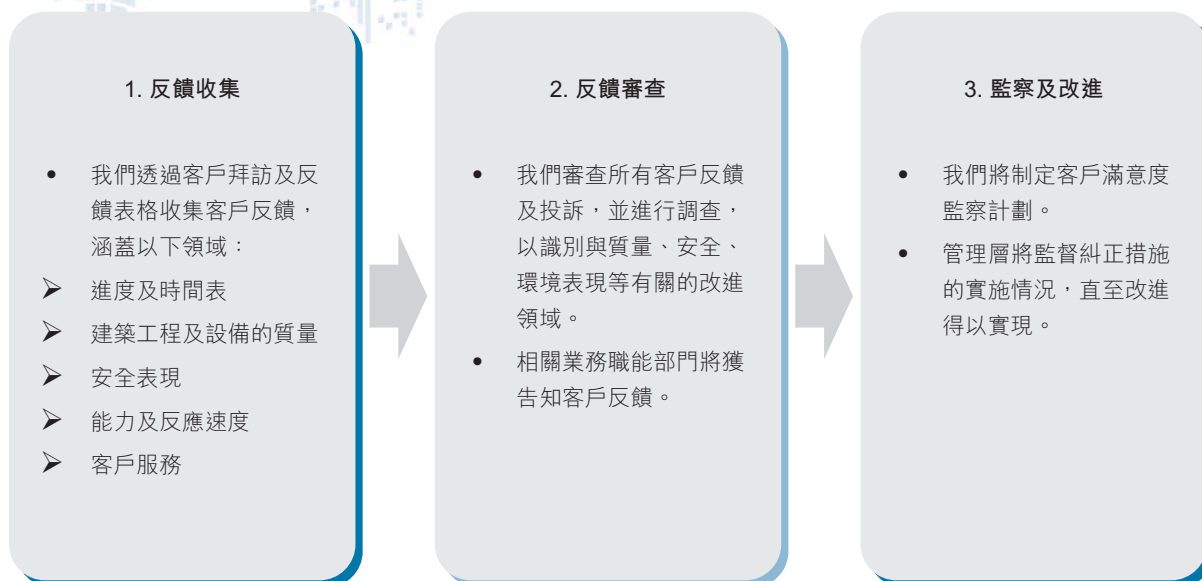 1. 反饋收集
• 我們透過客戶拜訪及反
饋表格收集客戶反饋，
涵蓋以下領域：
➢ 進度及時間表
➢ 建築工程及設備的質量
➢ 安全表現
➢ 能力及反應速度
➢ 客戶服務
2. 反饋審查
• 我們審查所有客戶反饋
及投訴，並進行調查，
以識別與質量、安全、
環境表現等有關的改進
領域。
• 相關業務職能部門將獲
告知客戶反饋。
3. 監察及改進
• 我們將制定客戶滿意度
監察計劃。
• 管理層將監督糾正措施
的實施情況，直至改進
得以實現。